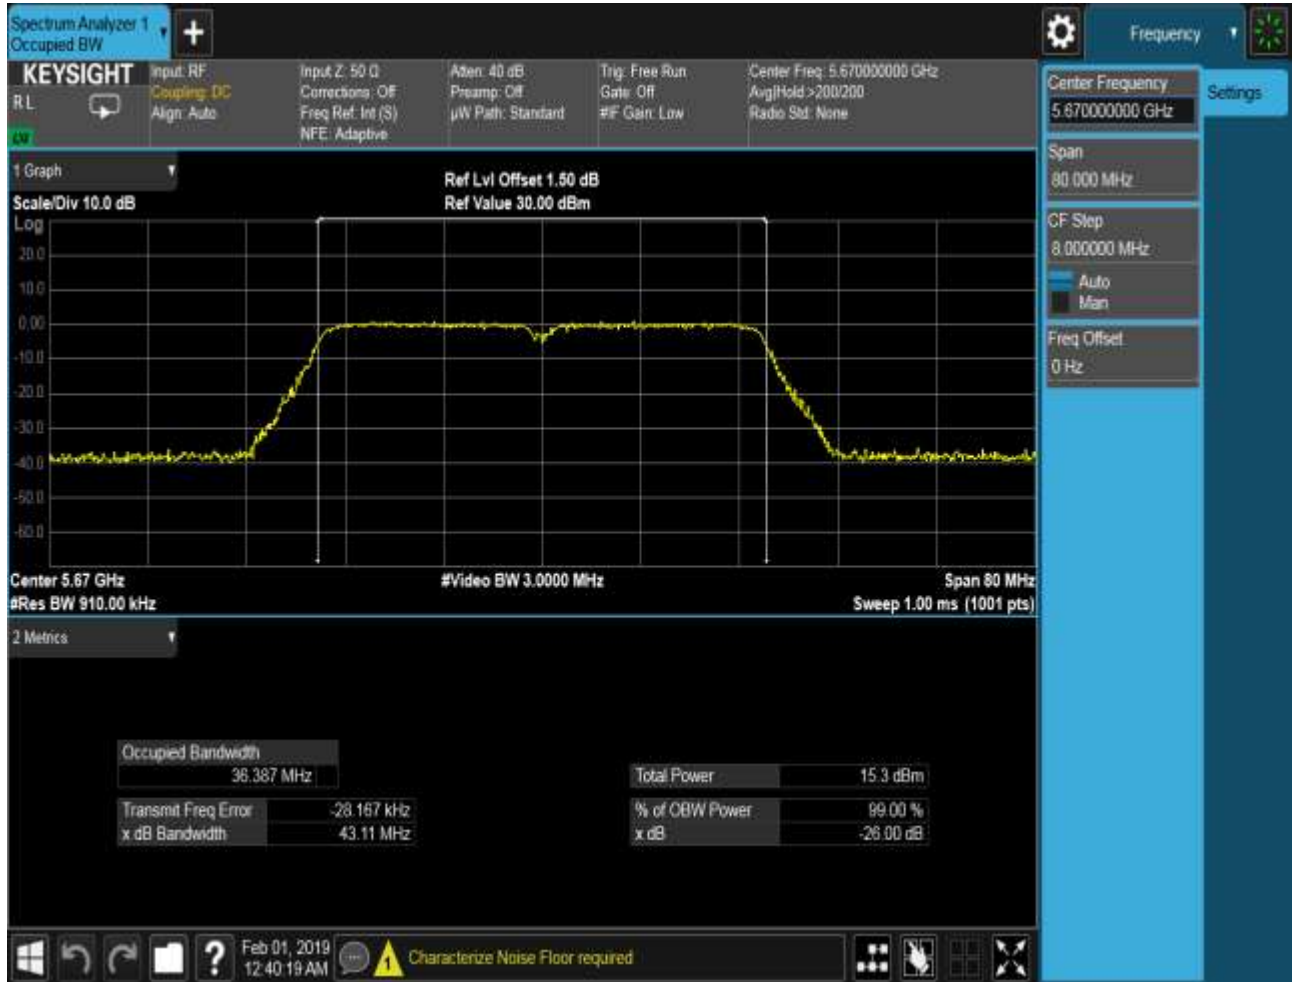 Spectrum Analyzer 1
Occupied BW
+
Frequency
KEYSIGHT
RL
Input: RF
Coupling: DC
Align: Auto
Input Z: 50 Ω
Corrections: Off
Freq Ref: Int (S)
NFE: Adaptive
Atten: 40 dB
Preamp: Off
µW Path: Standard
Trig: Free Run
Gate: Off
#IF Gain: Low
Center Freq: 5.670000000 GHz
Avg|Hold:>200/200
Radio Std: None
Center Frequency
5.670000000 GHz
Settings
Span
80.000 MHz
CF Step
8.000000 MHz
Auto
Man
Freq Offset
0 Hz
1 Graph
Scale/Div 10.0 dB
Ref Lvl Offset 1.50 dB
Ref Value 30.00 dBm
Log
20.0
10.0
0.00
-10.0
-20.0
-30.0
-40.0
-50.0
-60.0
Center 5.67 GHz
#Res BW 910.00 kHz
#Video BW 3.0000 MHz
Span 80 MHz
Sweep 1.00 ms (1001 pts)
2 Metrics
Occupied Bandwidth
36.387 MHz
Transmit Freq Error -28.167 kHz
x dB Bandwidth 43.11 MHz
Total Power 15.3 dBm
% of OBW Power 99.00 %
x dB -26.00 dB
?
Feb 01, 2019
12:40:19 AM
1
Characterize Noise Floor required